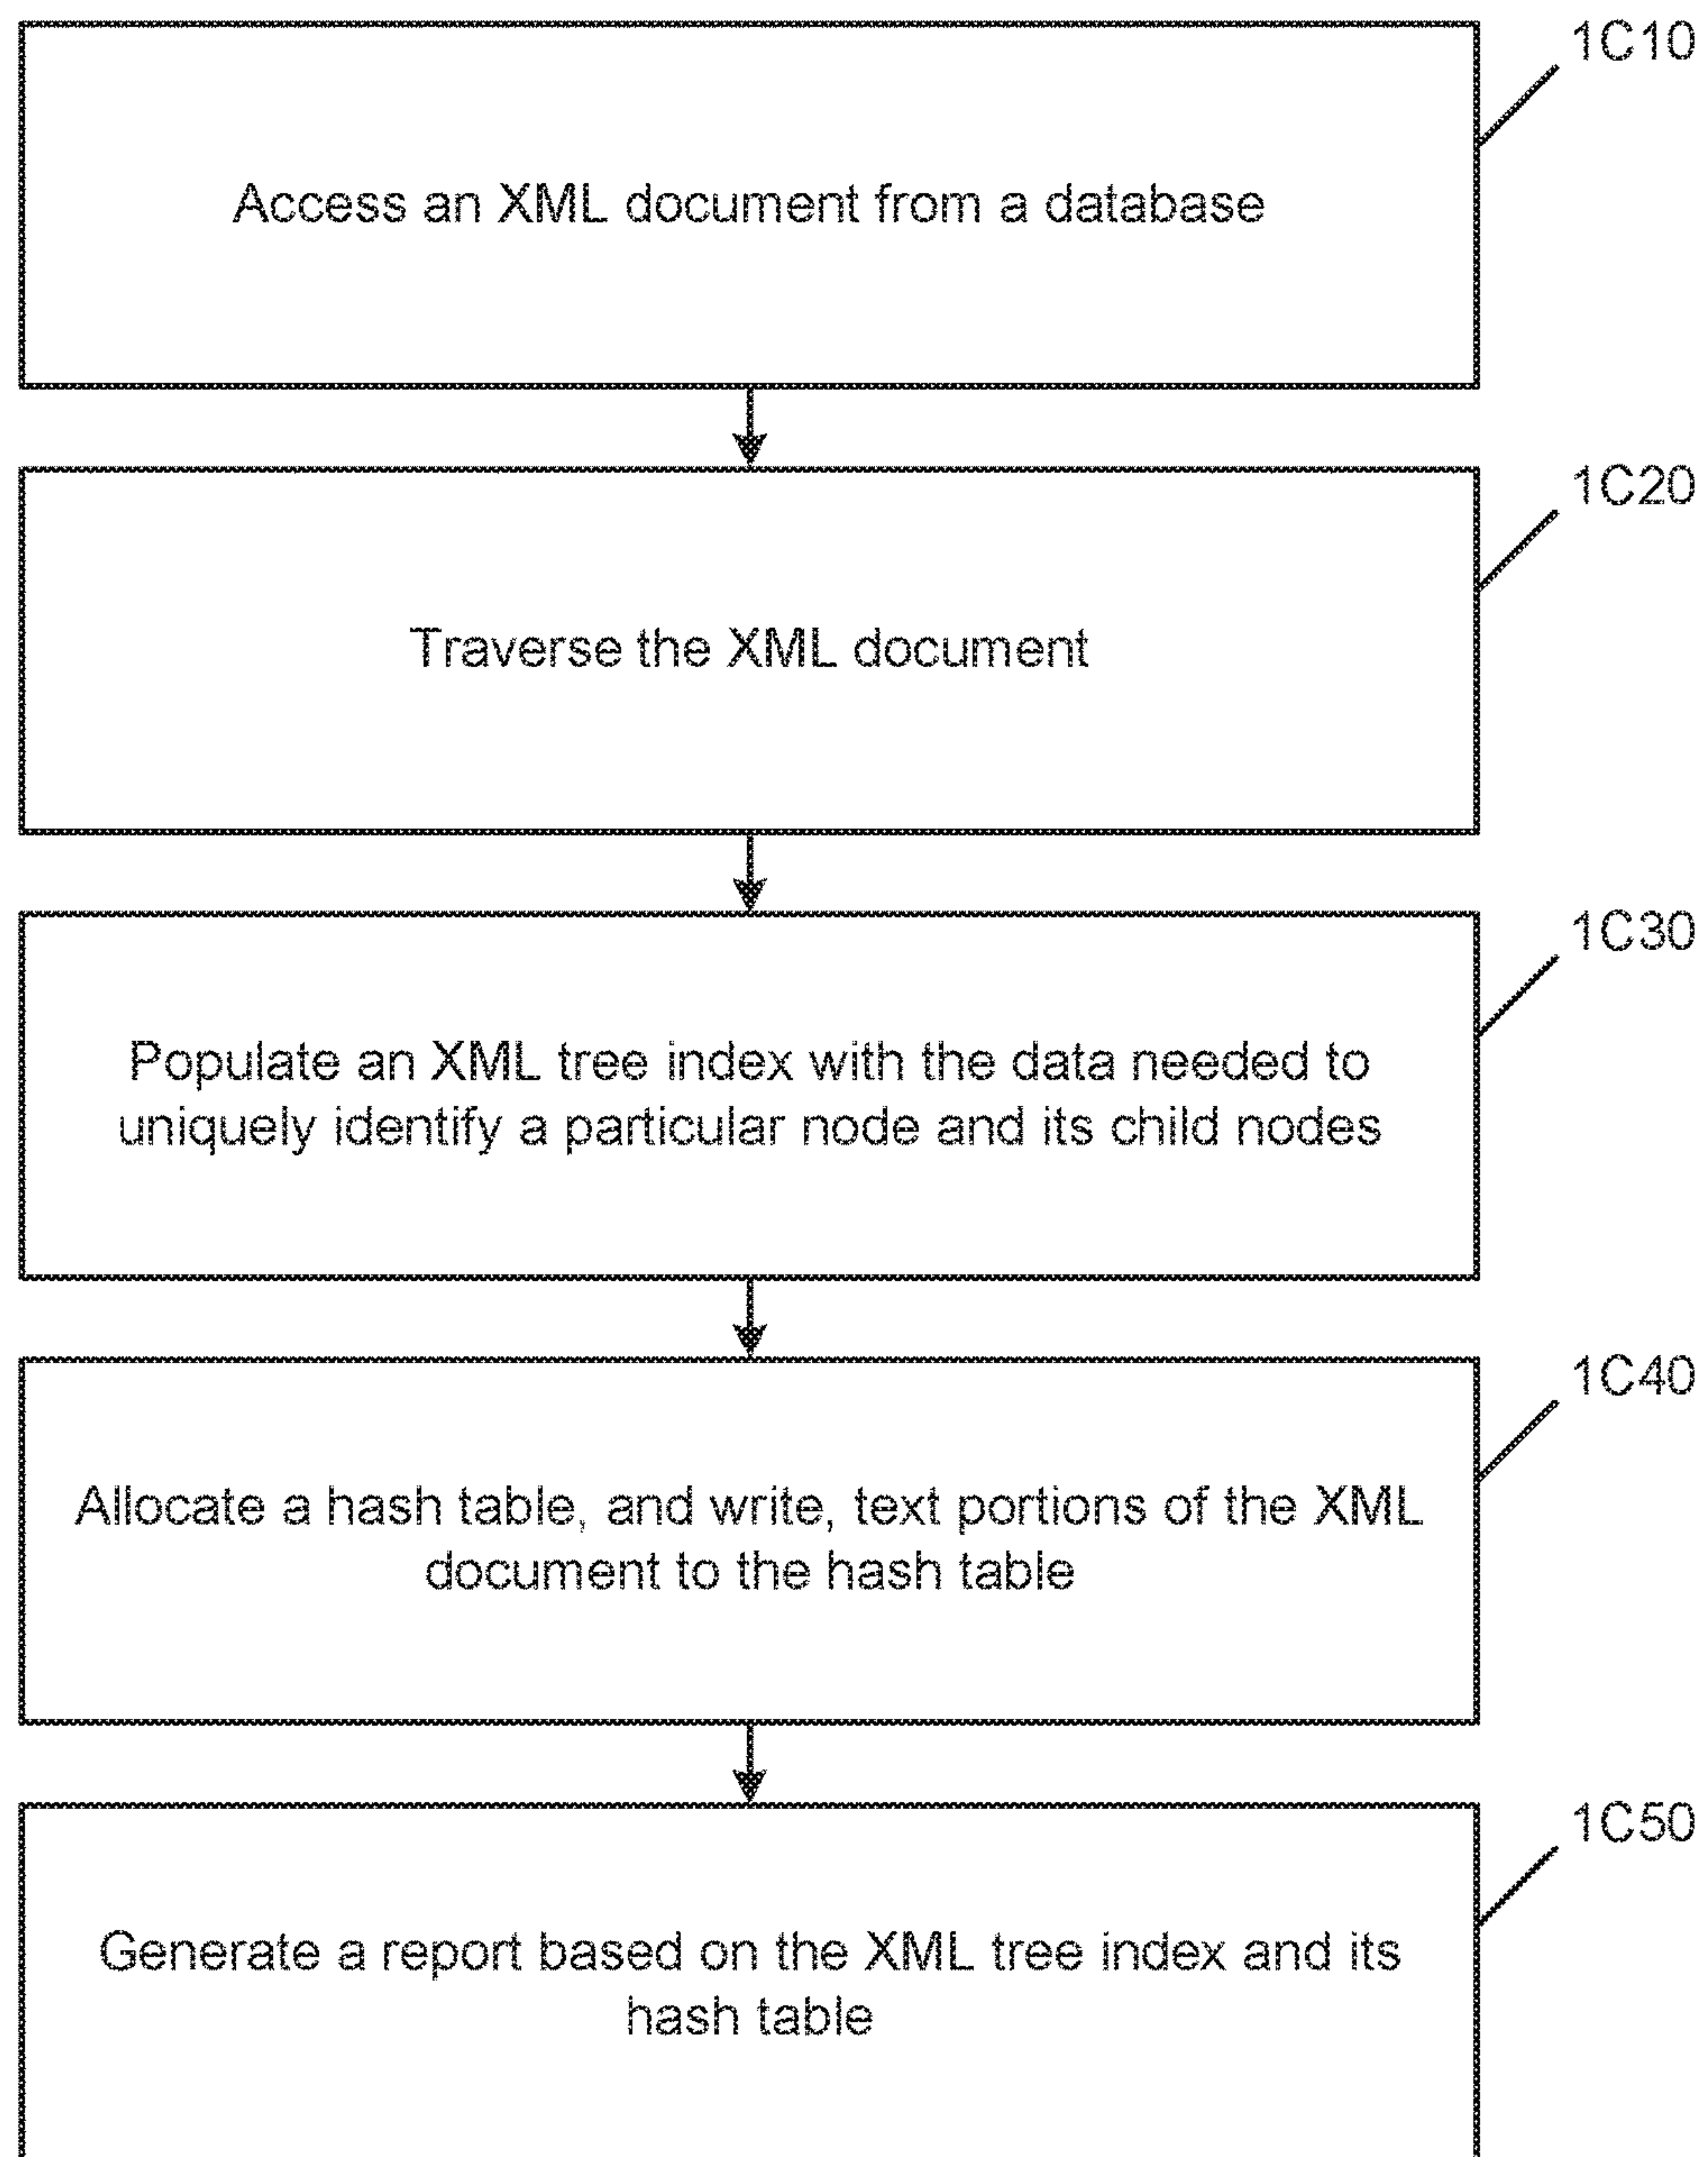 1C10
Access an XML document from a database
1C20
Traverse the XML document
1C30
Populate an XML tree index with the data needed to
uniquely identify a particular node and its child nodes
1C40
Allocate a hash table, and write, text portions of the XML
document to the hash table
1C50
Generate a report based on the XML tree index and its
hash table